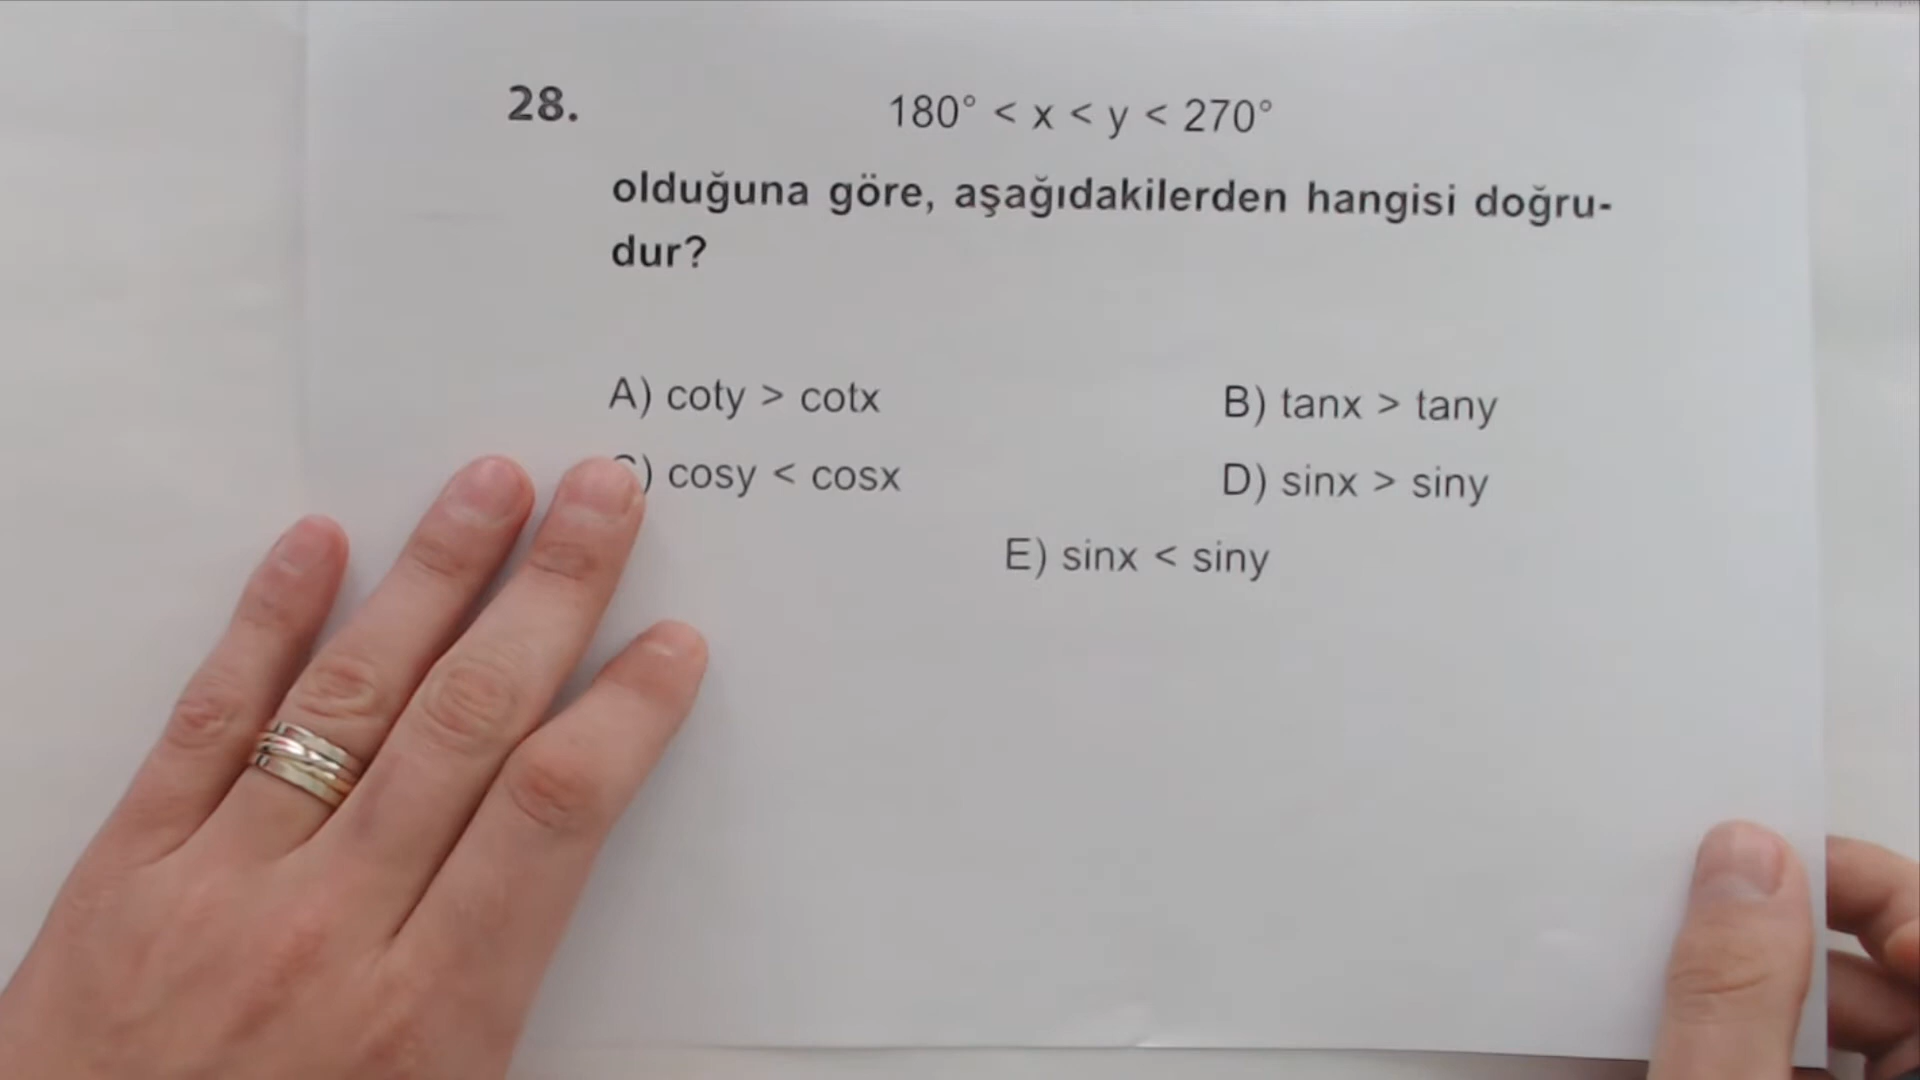 28. 180° < x < y < 270°
olduğuna göre, aşağıdakilerden hangisi doğru-
dur?
A) coty > cotx B) tanx > tany
C) cosy < cosx D) sinx > siny
E) sinx < siny